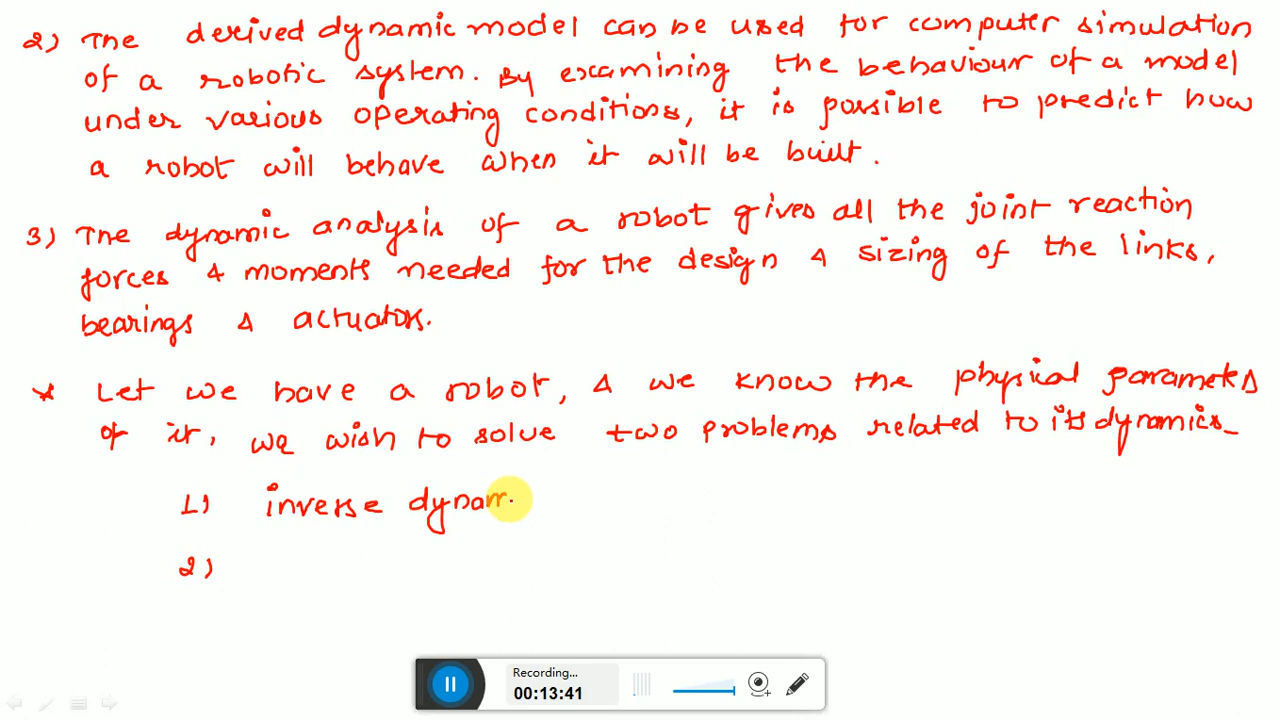 2) The derived dynamic model can be used for computer simulation
of a robotic system. By examining the behaviour of a model
under various operating conditions, it is possible to predict how
a robot will behave when it will be built.
3) The dynamic analysis of a robot gives all the joint reaction
forces & moments needed for the design & sizing of the links,
bearings & actuators.
* Let we have a robot, & we know the physical parameters
of it, we wish to solve two problems related to its dynamics_
1) inverse dynam
2)
Recording...
00:13:41